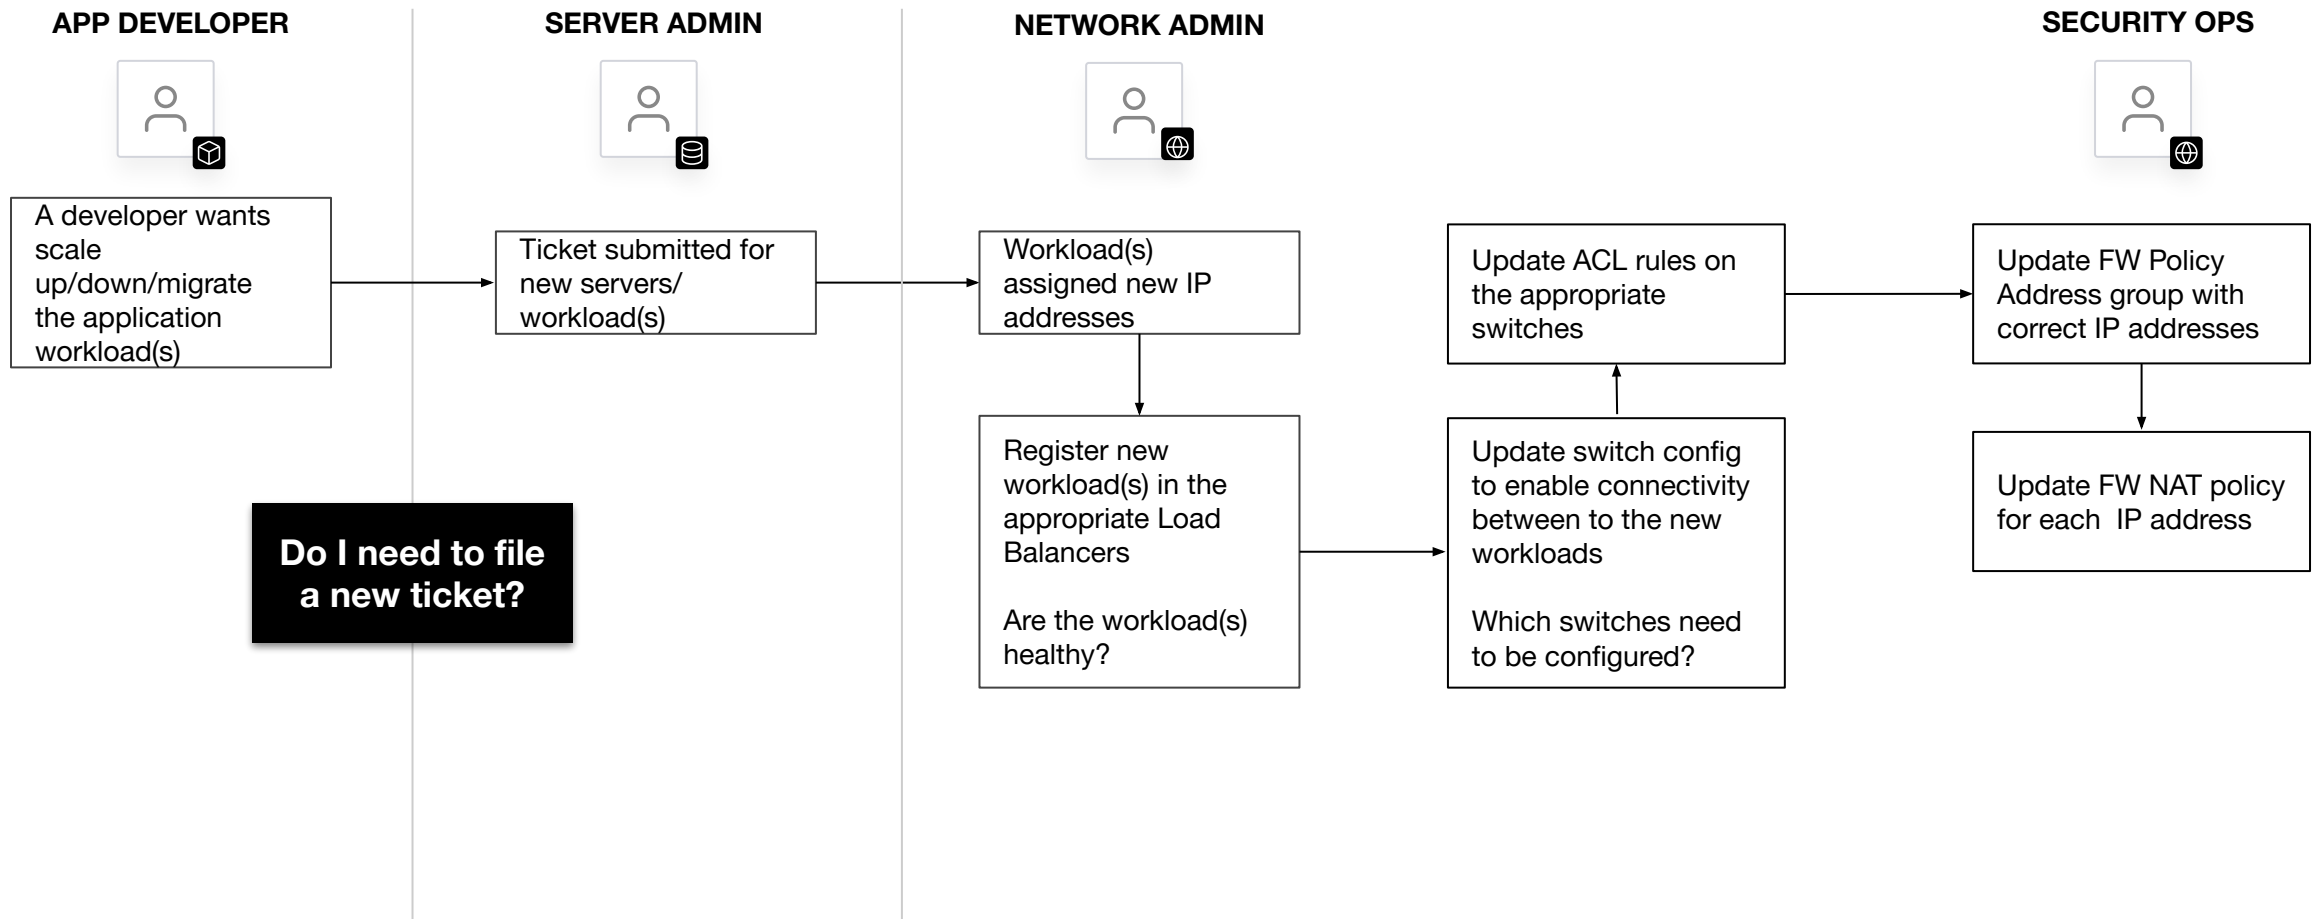 APP DEVELOPER
SERVER ADMIN
NETWORK ADMIN
SECURITY OPS
A developer wants
scale
up/down/migrate
the application
workload(s)
Ticket submitted for
new servers/
workload(s)
Workload(s)
assigned new IP
addresses
Register new
workload(s) in the
appropriate Load
Balancers
Are the workload(s)
healthy?
Update switch config
to enable connectivity
between to the new
workloads
Which switches need
to be configured?
Update ACL rules on
the appropriate
switches
Update FW Policy
Address group with
correct IP addresses
Update FW NAT policy
for each  IP address
Do I need to file
a new ticket?